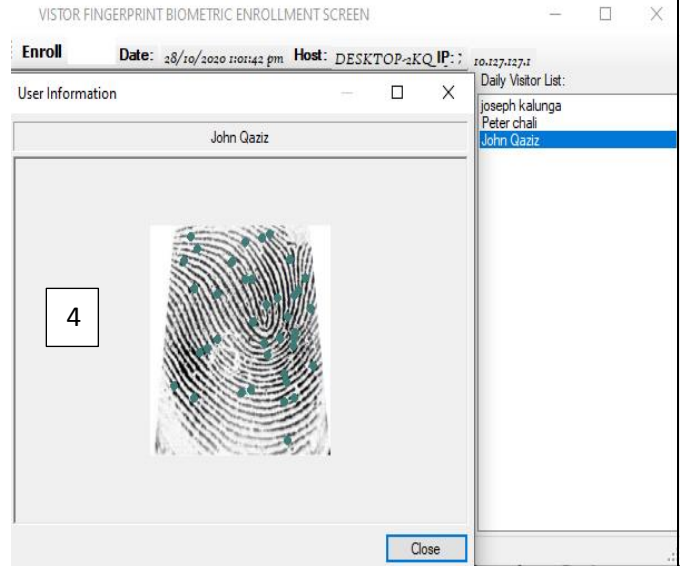 VISTOR FINGERPRINT BIOMETRIC ENROLLMENT SCREEN
Enroll Date: 28/10/2020 1:01:42 pm Host: DESKTOP-2KQ IP: : 10.127.127.1
User Information
Daily Visitor List:
John Qaziz
joseph kalunga
Peter chali
John Qaziz
4
Close